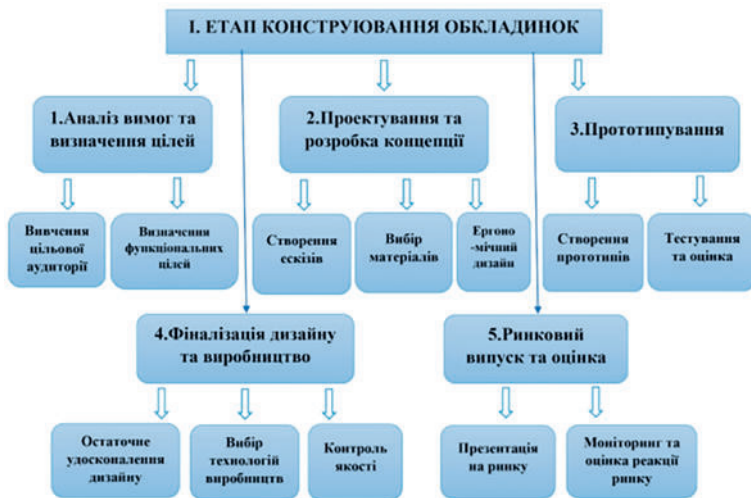 І. ЕТАП КОНСТРУЮВАННЯ ОБКЛАДИНОК
1.Аналіз вимог та
визначення цілей
2.Проектування та
розробка концепції
3.Прототипування
Вивчення
цільової
аудиторії
Визначення
функціональних
цілей
Створення
ескізів
Вибір
матеріалів
Ергоно
-мічний
дизайн
Створення
прототипів
Тестування
та оцінка
4.Фіналізація дизайну
та виробництво
5.Ринковий
випуск та оцінка
Остаточне
удосконалення
дизайну
Вибір
технологій
виробництв
Контроль
якості
Презентація
на ринку
Моніторинг та
оцінка реакції
ринку